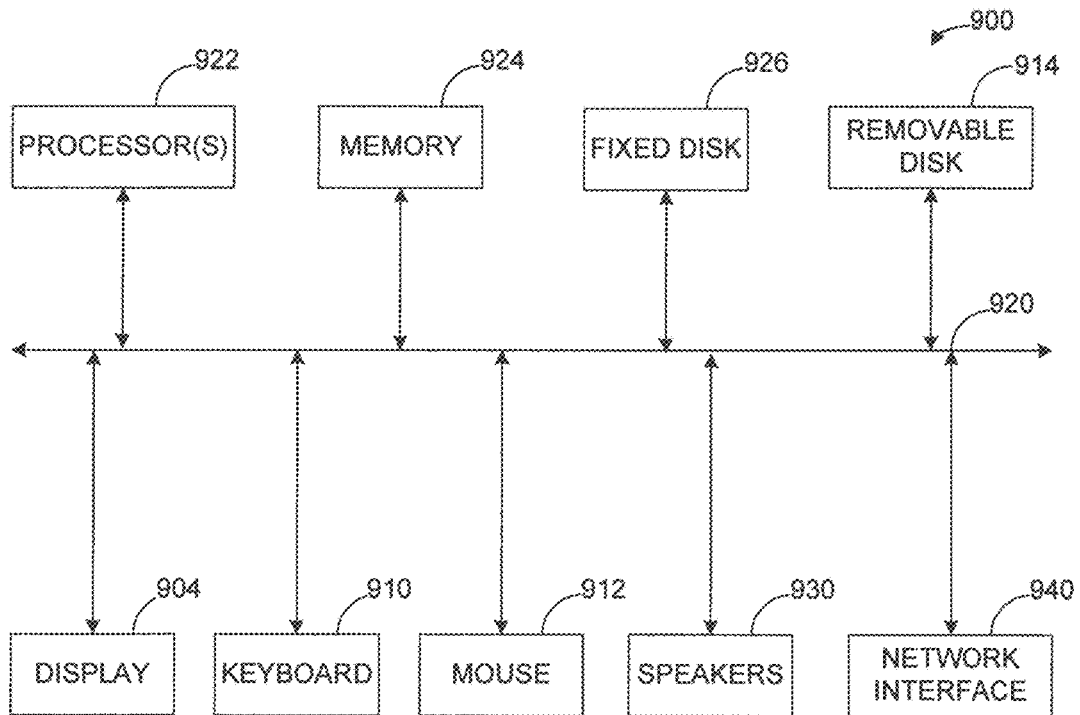 900
922
924
926
914
PROCESSOR(S)
MEMORY
FIXED DISK
REMOVABLE
DISK
920
904
910
912
930
940
DISPLAY
KEYBOARD
MOUSE
SPEAKERS
NETWORK
INTERFACE